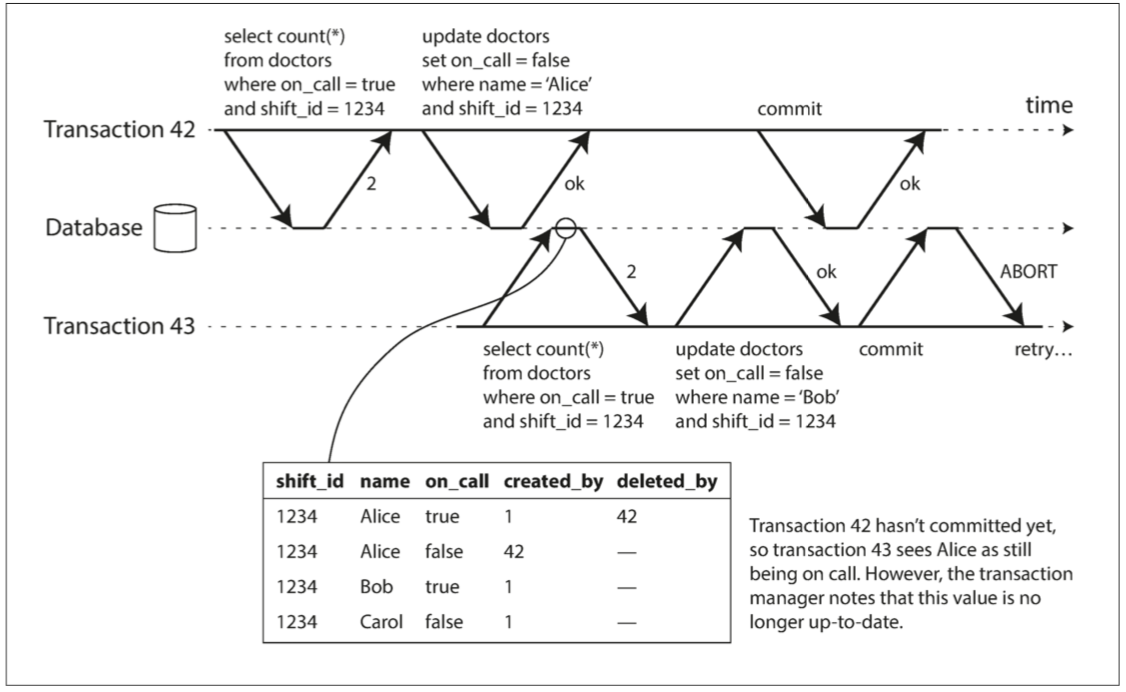 select count(*)
from doctors
where on_call = true
and shift_id = 1234
update doctors
set on_call = false
where name = ‘Alice’
and shift_id = 1234
commit
time
Transaction 42
2
ok
ok
Database
2
ok
ABORT
Transaction 43
select count(*)
from doctors
where on_call = true
and shift_id = 1234
update doctors
set on_call = false
where name = ‘Bob’
and shift_id = 1234
commit
retry…
shift_id name on_call created_by deleted_by
1234 Alice true 1 42
1234 Alice false 42 —
1234 Bob true 1 —
1234 Carol false 1 —
Transaction 42 hasn’t committed yet,
so transaction 43 sees Alice as still
being on call. However, the transaction
manager notes that this value is no
longer up-to-date.